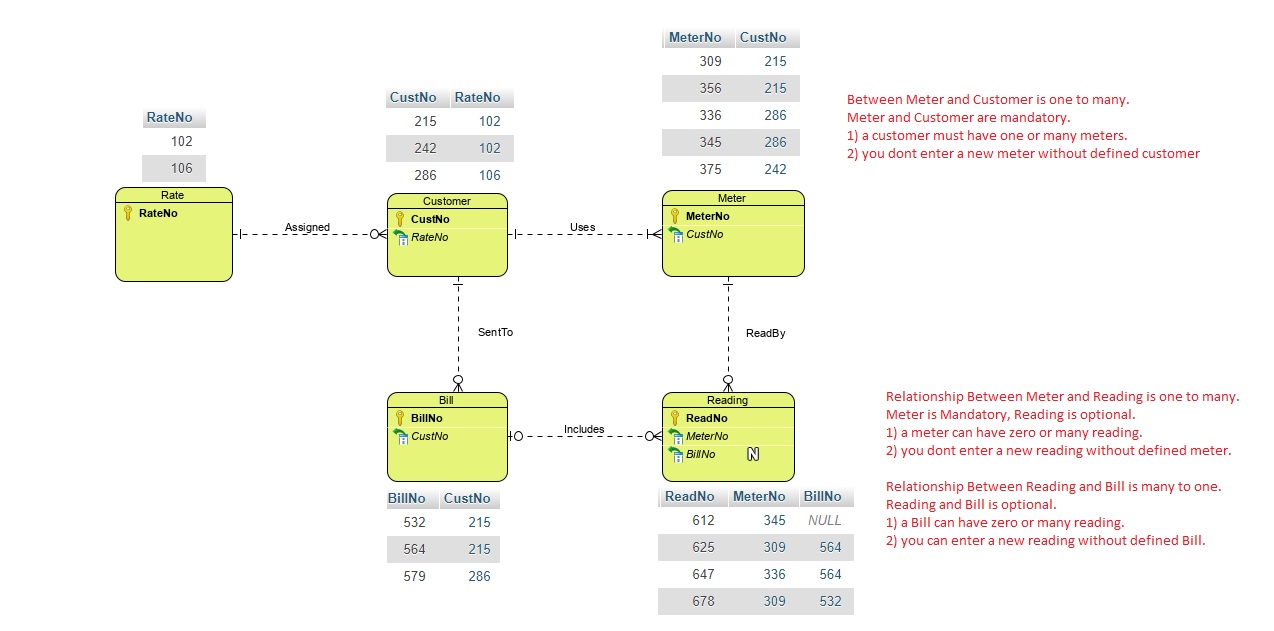 MeterNo CustNo
309 215
356 215
336 286
345 286
375 242
Between Meter and Customer is one to many.
Meter and Customer are mandatory.
1) a customer must have one or many meters.
2) you dont enter a new meter without defined customer
CustNo RateNo
215 102
242 102
286 106
RateNo
102
106
Rate
RateNo
Assigned
Customer
CustNo
RateNo
Uses
Meter
MeterNo
CustNo
SentTo
ReadBy
Bill
BillNo
CustNo
Includes
Reading
ReadNo
MeterNo
BillNo
N
Relationship Between Meter and Reading is one to many.
Meter is Mandatory, Reading is optional.
1) a meter can have zero or many reading.
2) you dont enter a new reading without defined meter.
Relationship Between Reading and Bill is many to one.
Reading and Bill is optional.
1) a Bill can have zero or many reading.
2) you can enter a new reading without defined Bill.
BillNo CustNo
532 215
564 215
579 286
ReadNo MeterNo BillNo
612 345 NULL
625 309 564
647 336 564
678 309 532